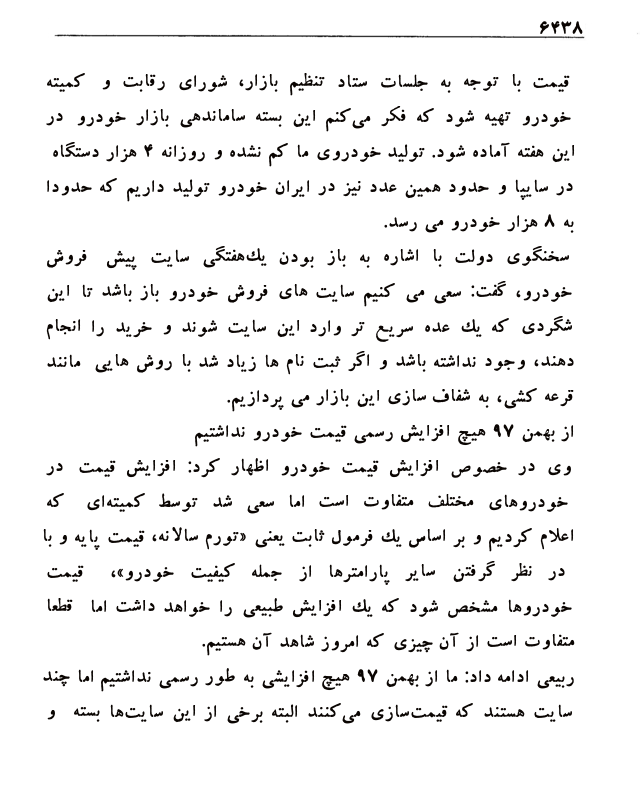 ۶۴۳۸
قیمت با توجه به جلسات ستاد تنظیم بازار، شورای رقابت و کمیته
خودرو تهیه شود که فکر می‌کنم این بسته ساماندهی بازار خودرو در
این هفته آماده شود. تولید خودروی ما کم نشده و روزانه ۴ هزار دستگاه
در سایپا و حدود همین عدد نیز در ایران خودرو تولید داریم که حدودا
به ۸ هزار خودرو می رسد.
سخنگوی دولت با اشاره به باز بودن یك‌هفتگی سایت پیش فروش
خودرو، گفت: سعی می کنیم سایت های فروش خودرو باز باشد تا این
شگردی که یك عده سریع تر وارد این سایت شوند و خرید را انجام
دهند، وجود نداشته باشد و اگر ثبت نام ها زیاد شد با روش هایی مانند
قرعه کشی، به شفاف سازی این بازار می پردازیم.
از بهمن ۹۷ هیچ افزایش رسمی قیمت خودرو نداشتیم
وی در خصوص افزایش قیمت خودرو اظهار کرد: افزایش قیمت در
خودروهای مختلف متفاوت است اما سعی شد توسط کمیته‌ای که
اعلام کردیم و بر اساس یك فرمول ثابت یعنی «تورم سالانه، قیمت پایه و با
در نظر گرفتن سایر پارامترها از جمله کیفیت خودرو»، قیمت
خودروها مشخص شود که یك افزایش طبیعی را خواهد داشت اما قطعا
متفاوت است از آن چیزی که امروز شاهد آن هستیم.
ربیعی ادامه داد: ما از بهمن ۹۷ هیچ افزایشی به طور رسمی نداشتیم اما چند
سایت هستند که قیمت‌سازی می‌کنند البته برخی از این سایت‌ها بسته و